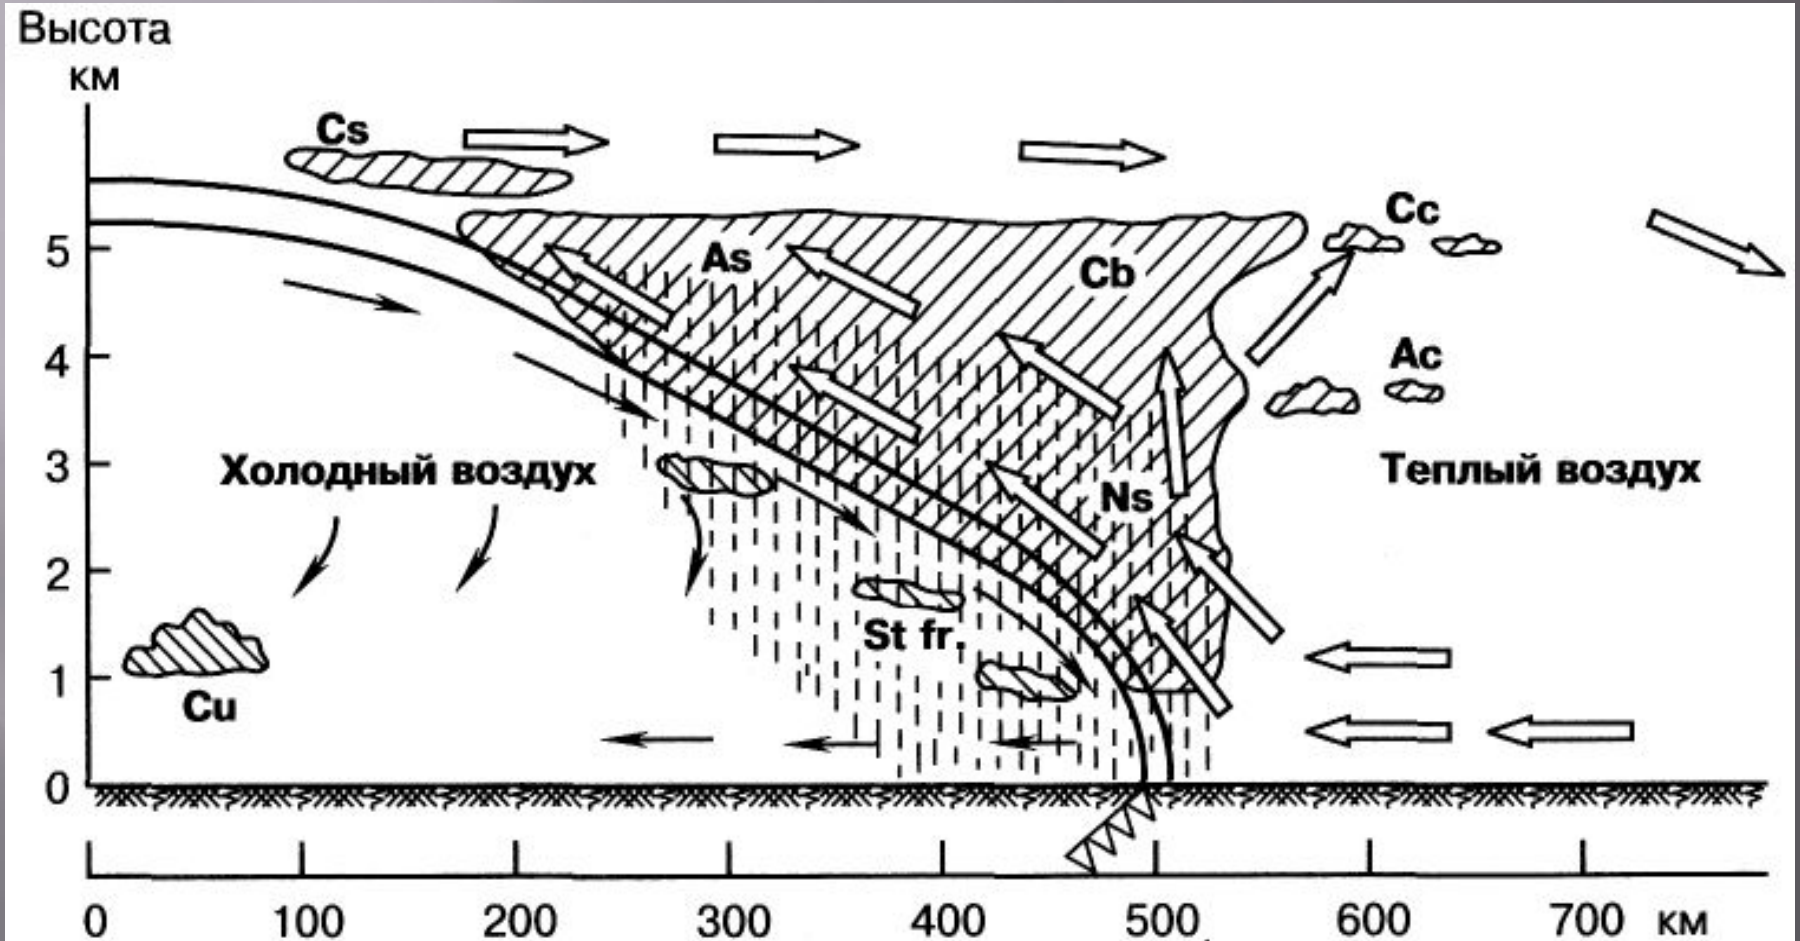 Высота
км
Cs
Cc
5
As
Cb
4
Ac
3
Холодный воздух
Теплый воздух
Ns
2
St fr.
1
Cu
0
0 100 200 300 400 500 600 700 км